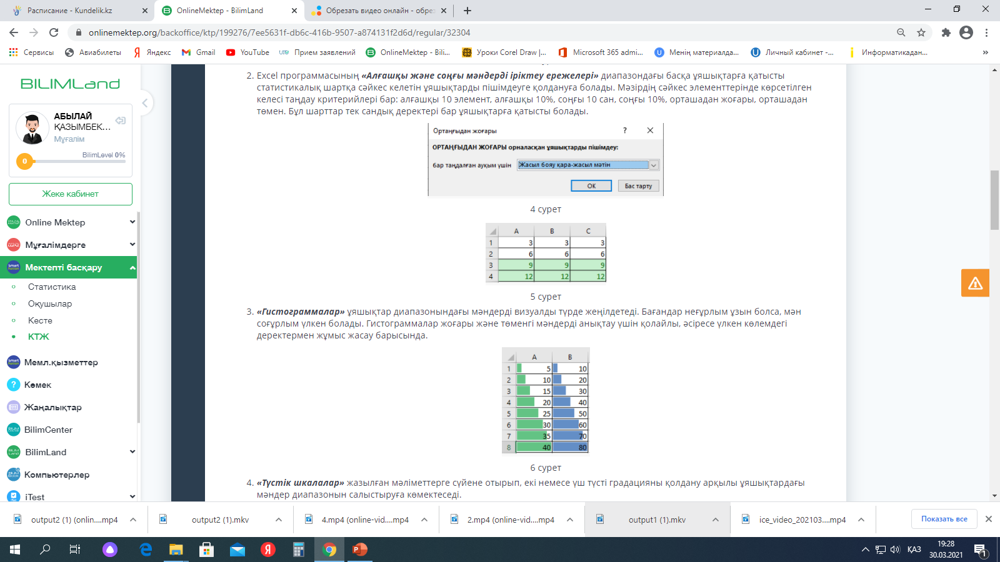 Расписание - Kundelik.kz
OnlineMektep - BilimLand
Обрезать видео онлайн - обрез
onlinemektep.org/backoffice/ktp/199276/7ee5631f-db6c-416b-9507-a874131f2d6d/regular/32304
Сервисы
Авиабилеты
Яндекс
Gmail
YouTube
Прием заявлений
OnlineMektep - Bili...
Уроки Corel Draw |...
Microsoft 365 admi...
Менің материалда...
Личный кабинет -...
Информатикадан...
»
BILIMLand
АБЫЛАЙ
ҚАЗЫМБЕК...
Мұғалім
BilimLevel 0%
0
Жеке кабинет
Online Mektep
Мұғалімдерге
Мектепті басқару
Статистика
Оқушылар
Кесте
КТЖ
Мемл.қызметтер
Көмек
Жаңалықтар
BilimCenter
BilimLand
Компьютерлер
iTest
2. Excel программасының «Алғашқы және соңғы мәндерді іріктеу ережелері» диапазондағы басқа ұяшықтарға қатысты
статистикалық шартқа сәйкес келетін ұяшықтарды пішімдеуге қолдануға болады. Мәзірдің сәйкес элементтерінде көрсетілген
келесі таңдау критерийлері бар: алғашқы 10 элемент, алғашқы 10%, соңғы 10 сан, соңғы 10%, орташадан жоғары, орташадан
төмен. Бұл шарттар тек сандық деректері бар ұяшықтарға қатысты болады.
Ортаңғыдан жоғары
?
ОРТАҢҒЫДАН ЖОҒАРЫ орналасқан ұяшықтарды пішімдеу:
бар таңдалған ауқым үшін Жасыл бояу қара-жасыл мәтін
ОК Бас тарту
4 сурет
A B C
1 3 3 3
2 6 6 6
3 9 9 9
4 12 12 12
5 сурет
3. «Гистограммалар» ұяшықтар диапазонындағы мәндерді визуалды түрде жеңілдетеді. Бағандар неғұрлым ұзын болса, мән
соғұрлым үлкен болады. Гистограммалар жоғары және төменгі мәндерді анықтау үшін қолайлы, әсіресе үлкен көлемдегі
деректермен жұмыс жасау барысында.
A B
1 5 10
2 10 20
3 15 30
4 20 40
5 25 50
6 30 60
7 35 70
8 40 80
6 сурет
4. «Түстік шкалалар» жазылған мәліметтерге сүйене отырып, екі немесе үш түсті градацияны қолдану арқылы ұяшықтардағы
мәндер диапазонын салыстыруға көмектеседі.
output2 (1) (onlin....mp4
output2 (1).mkv
4.mp4 (online-vid....mp4
2.mp4 (online-vid....mp4
output1 (1).mkv
ice_video_202103....mp4
Показать все
ҚАЗ
19:28
30.03.2021
1